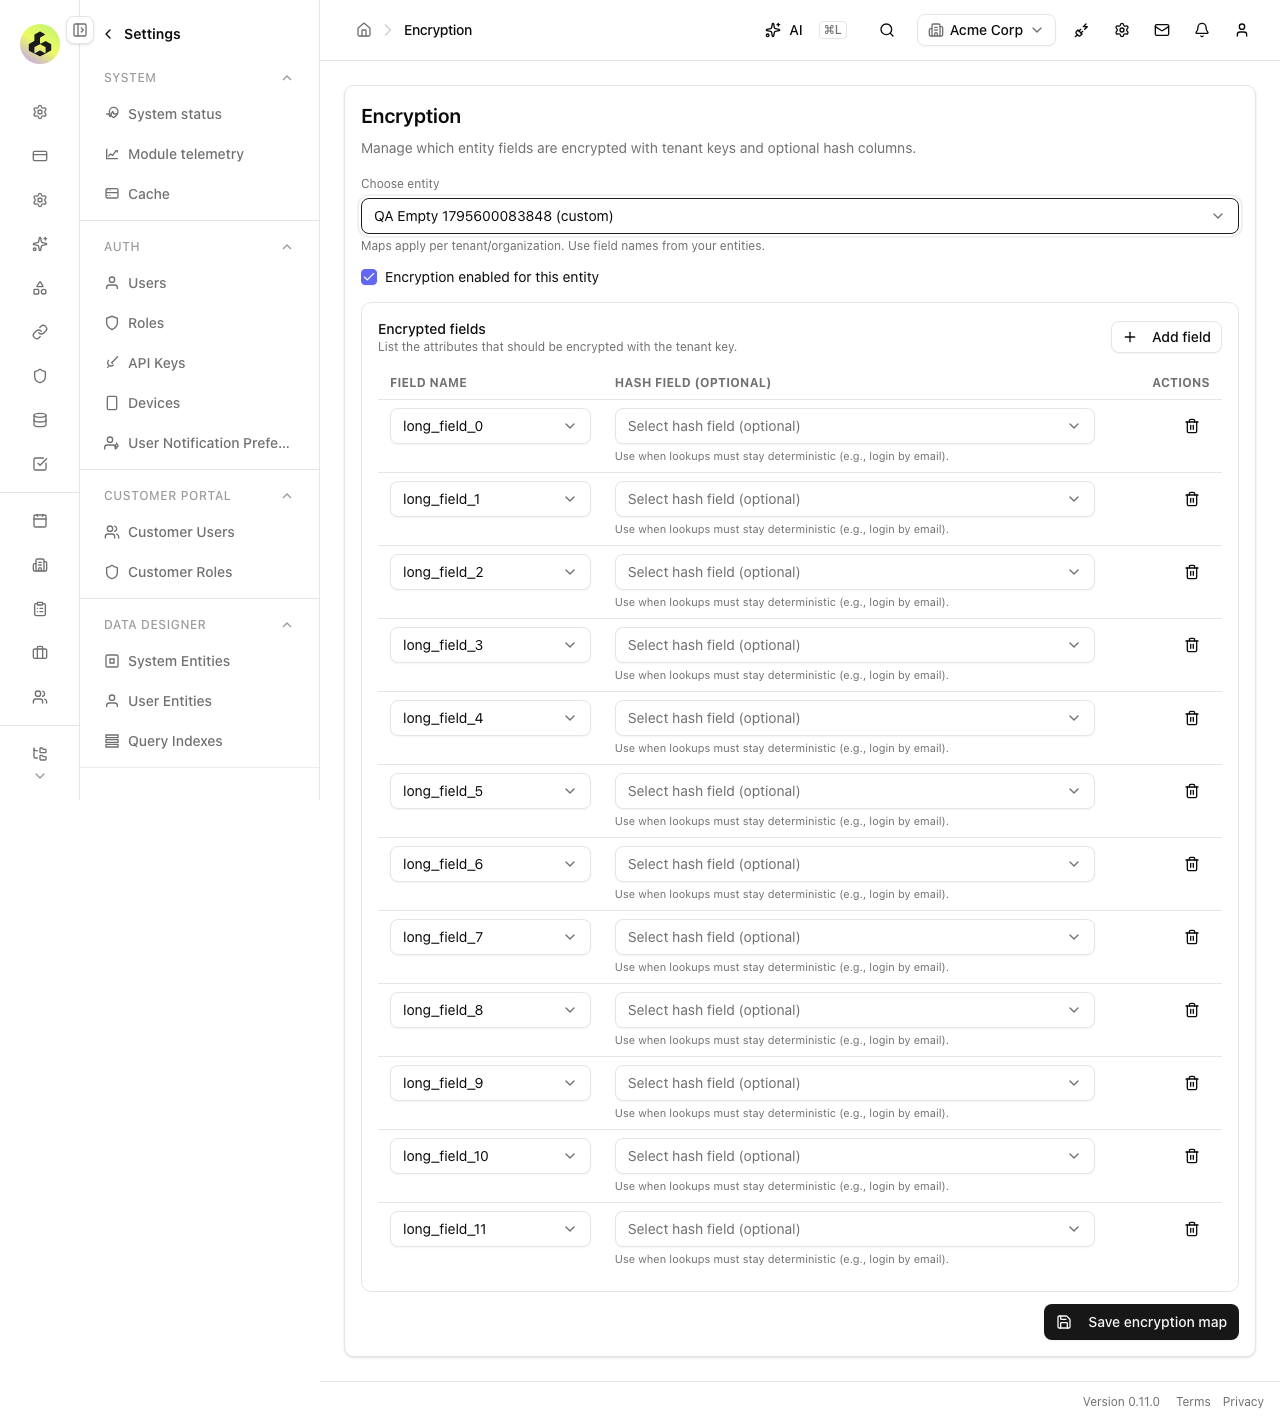 Settings
SYSTEM
System status
Module telemetry
Cache
AUTH
Users
Roles
API Keys
Devices
User Notification Prefe...
CUSTOMER PORTAL
Customer Users
Customer Roles
DATA DESIGNER
System Entities
User Entities
Query Indexes
Encryption
AI ⌘L
Acme Corp
Encryption
Manage which entity fields are encrypted with tenant keys and optional hash columns.
Choose entity
QA Empty 1795600083848 (custom)
Maps apply per tenant/organization. Use field names from your entities.
Encryption enabled for this entity
Encrypted fields
List the attributes that should be encrypted with the tenant key.
Add field
FIELD NAME HASH FIELD (OPTIONAL) ACTIONS
long_field_0 Select hash field (optional)
Use when lookups must stay deterministic (e.g., login by email).
long_field_1 Select hash field (optional)
Use when lookups must stay deterministic (e.g., login by email).
long_field_2 Select hash field (optional)
Use when lookups must stay deterministic (e.g., login by email).
long_field_3 Select hash field (optional)
Use when lookups must stay deterministic (e.g., login by email).
long_field_4 Select hash field (optional)
Use when lookups must stay deterministic (e.g., login by email).
long_field_5 Select hash field (optional)
Use when lookups must stay deterministic (e.g., login by email).
long_field_6 Select hash field (optional)
Use when lookups must stay deterministic (e.g., login by email).
long_field_7 Select hash field (optional)
Use when lookups must stay deterministic (e.g., login by email).
long_field_8 Select hash field (optional)
Use when lookups must stay deterministic (e.g., login by email).
long_field_9 Select hash field (optional)
Use when lookups must stay deterministic (e.g., login by email).
long_field_10 Select hash field (optional)
Use when lookups must stay deterministic (e.g., login by email).
long_field_11 Select hash field (optional)
Use when lookups must stay deterministic (e.g., login by email).
Save encryption map
Version 0.11.0 Terms Privacy